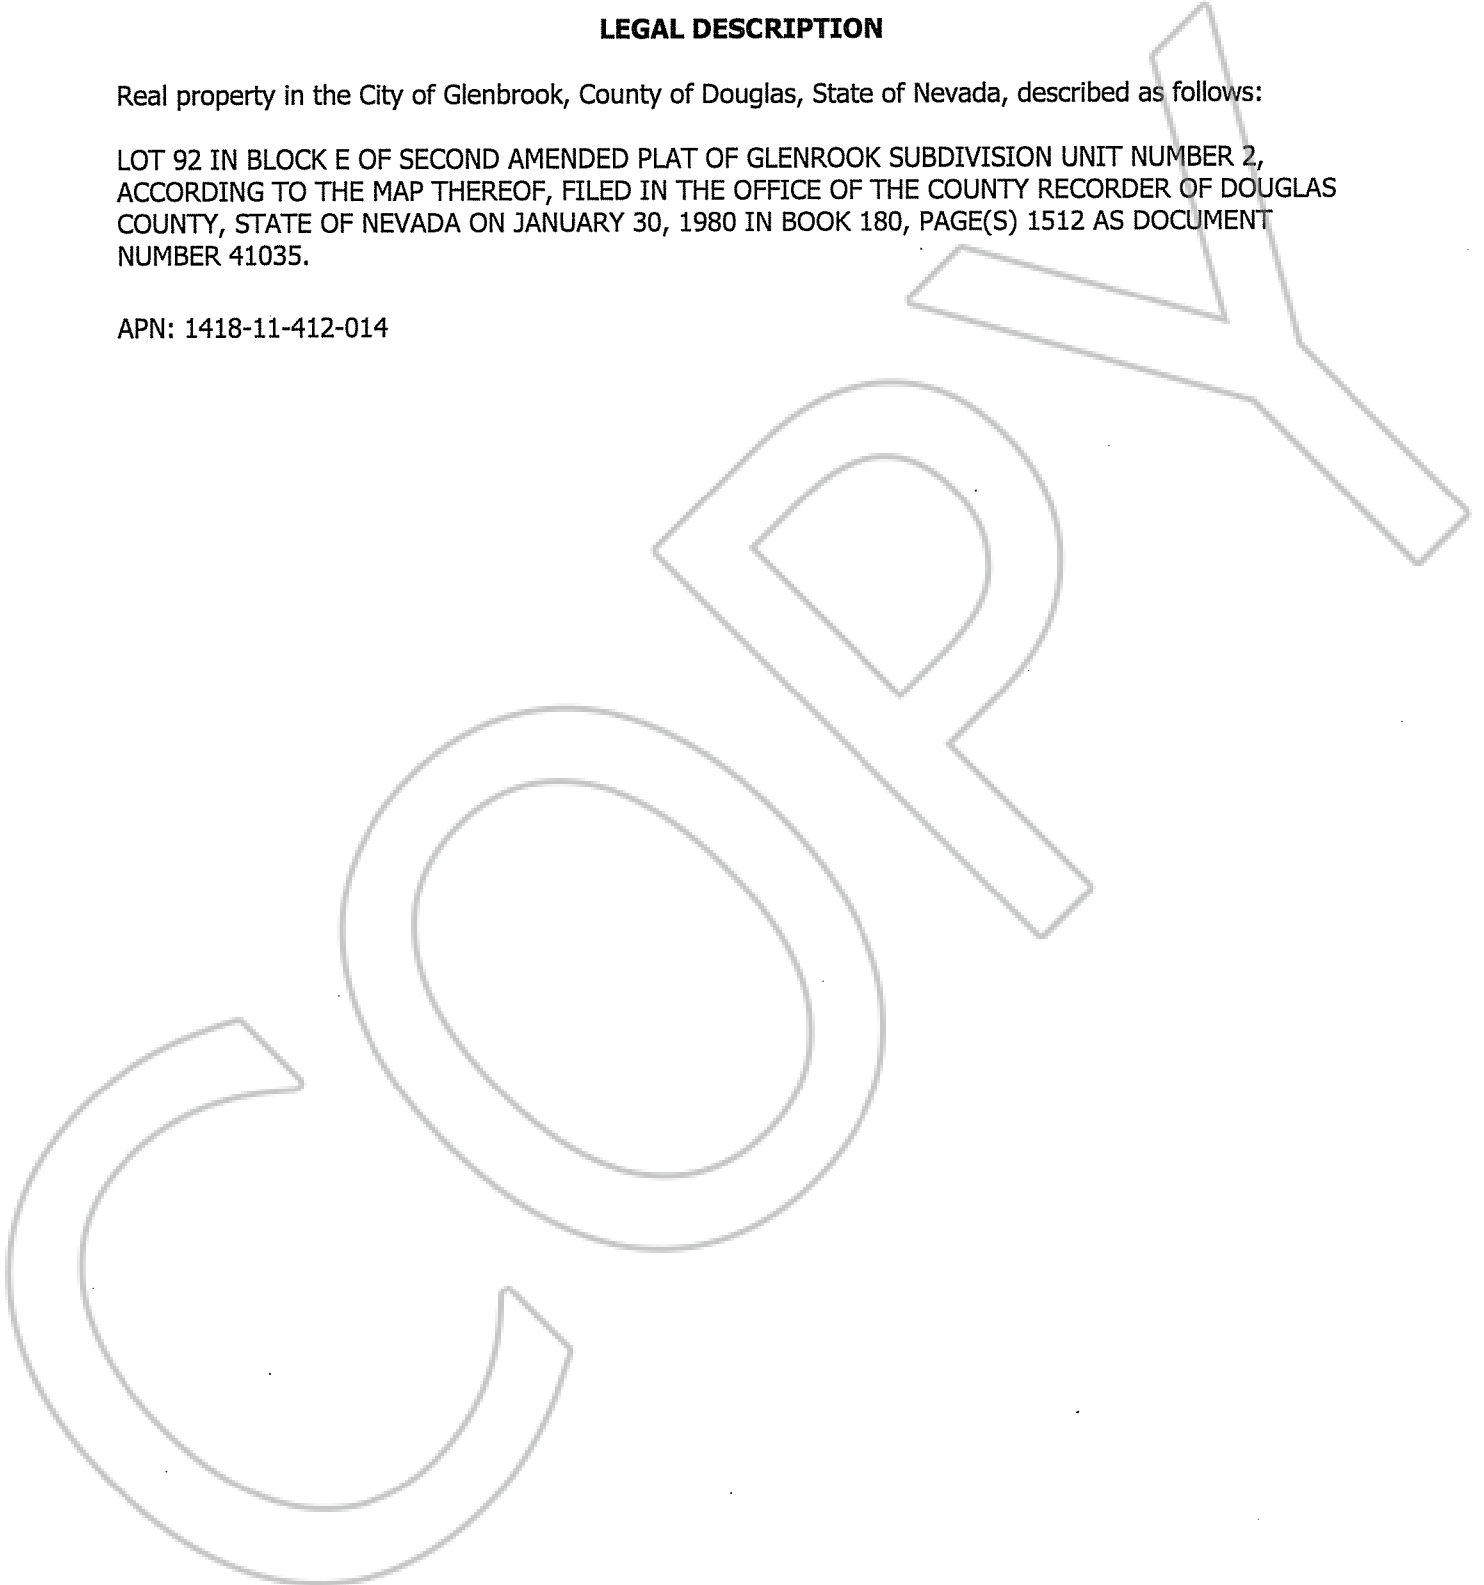 LEGAL DESCRIPTION
Real property in the City of Glenbrook, County of Douglas, State of Nevada, described as follows:
LOT 92 IN BLOCK E OF SECOND AMENDED PLAT OF GLENROOK SUBDIVISION UNIT NUMBER 2,
ACCORDING TO THE MAP THEREOF, FILED IN THE OFFICE OF THE COUNTY RECORDER OF DOUGLAS
COUNTY, STATE OF NEVADA ON JANUARY 30, 1980 IN BOOK 180, PAGE(S) 1512 AS DOCUMENT
NUMBER 41035.
APN: 1418-11-412-014
COPY